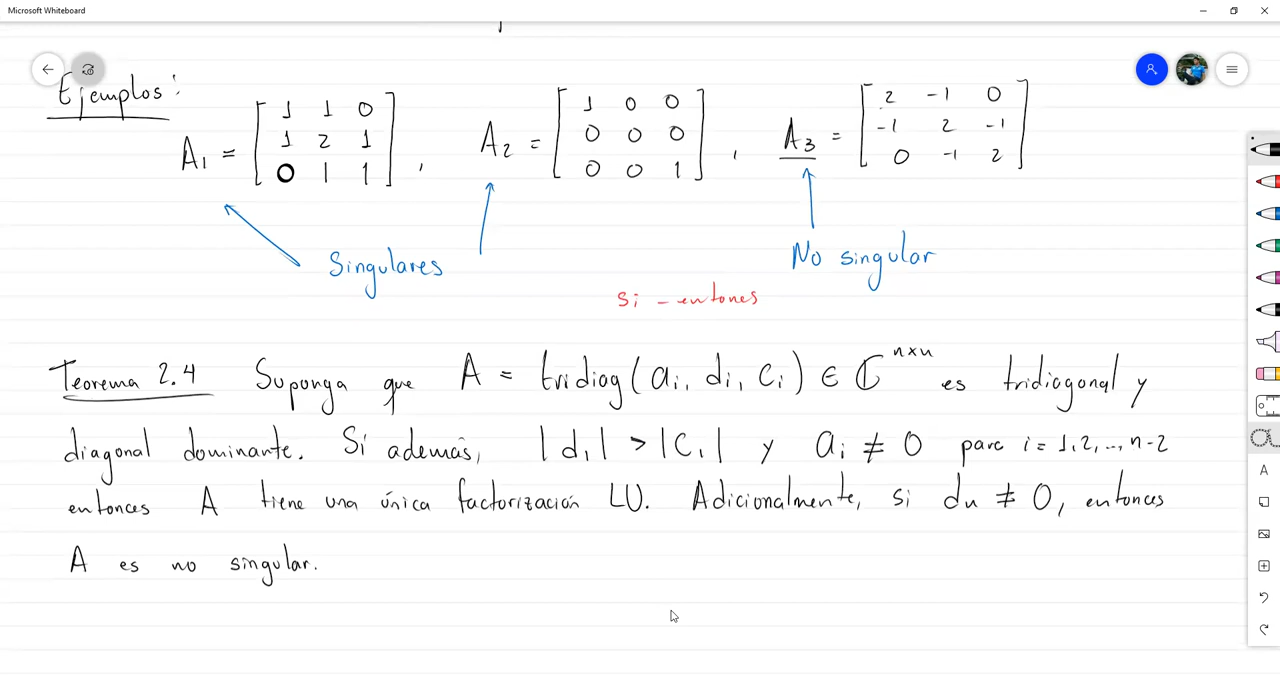 Microsoft Whiteboard
Ejemplos:
A1 = [ 1 1 0 ; 1 2 1 ; 0 1 1 ] , A2 = [ 1 0 0 ; 0 0 0 ; 0 0 1 ] , A3 = [ 2 -1 0 ; -1 2 -1 ; 0 -1 2 ]
Singulares
No singular
si - entones
Teorema 2.4 Suponga que A = tridiag(ai, di, ci) ∈ ℂ^{n×n} es tridiagonal y
diagonal dominante. Si además, |d1| > |c1| y ai ≠ 0 para i = 1,2,..., n-2
entonces A tiene una única factorización LU. Adicionalmente, si dn ≠ 0, entonces
A es no singular.
A